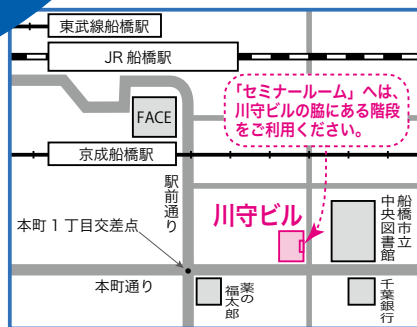 東武線船橋駅
JR 船橋駅
「セミナールーム」へは、
川守ビルの脇にある階段
をご利用ください。
FACE
京成船橋駅
駅前通り
川守ビル
船橋市立
中央図書館
本町 1 丁目交差点
本町通り
薬の
福太郎
千葉銀行